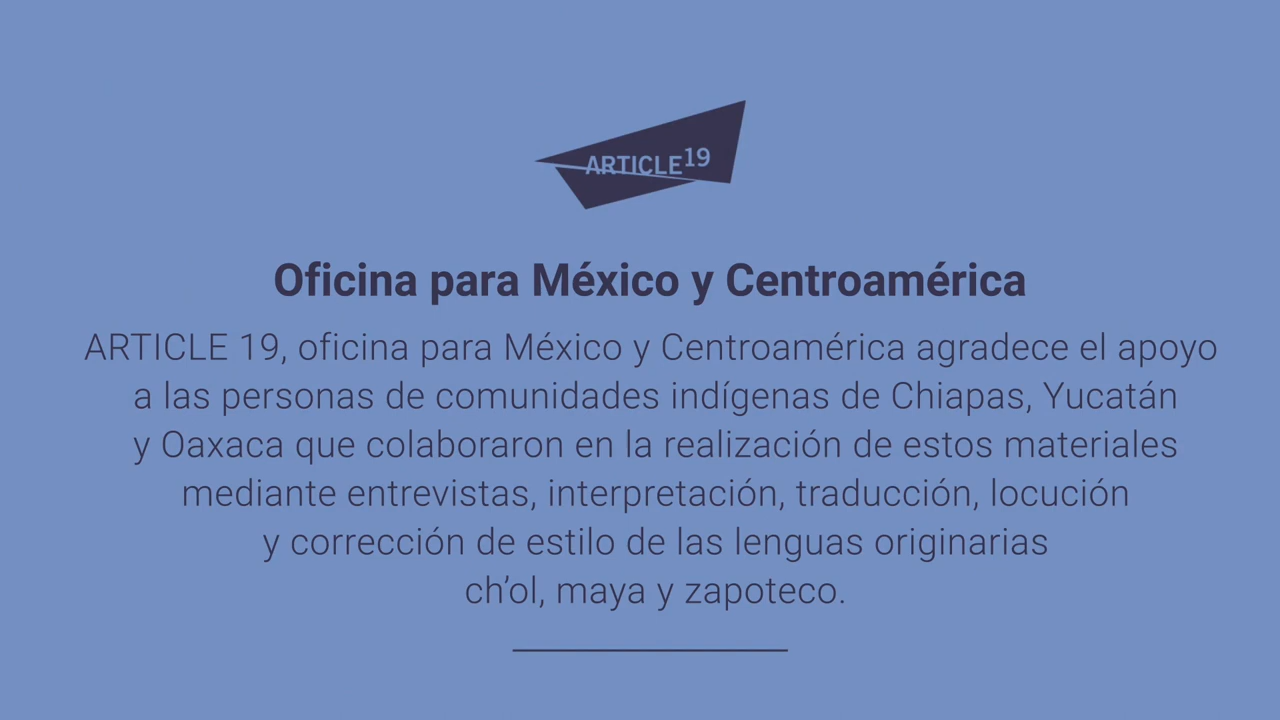 ARTICLE 19
Oficina para México y Centroamérica
ARTICLE 19, oficina para México y Centroamérica agradece el apoyo
a las personas de comunidades indígenas de Chiapas, Yucatán
y Oaxaca que colaboraron en la realización de estos materiales
mediante entrevistas, interpretación, traducción, locución
y corrección de estilo de las lenguas originarias
ch’ol, maya y zapoteco.